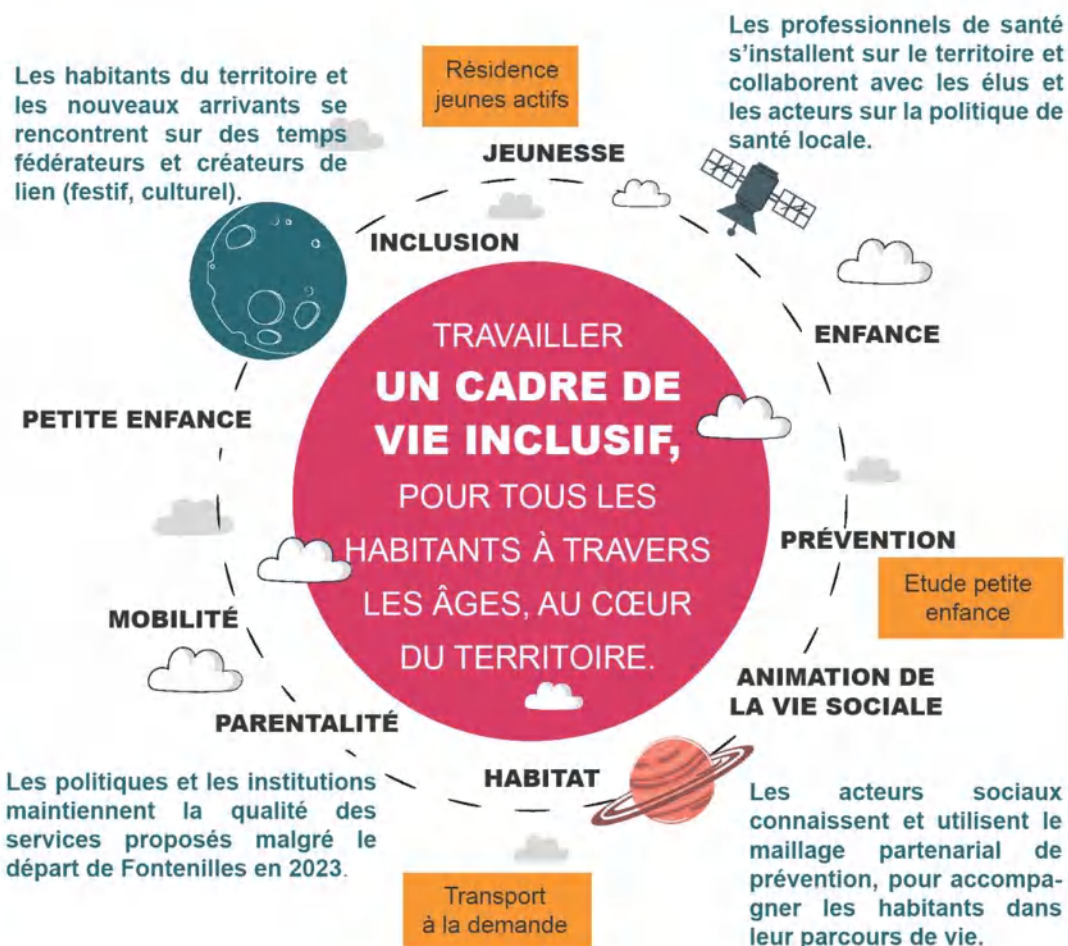 Les habitants du territoire et
les nouveaux arrivants se
rencontrent sur des temps
fédérateurs et créateurs de
lien (festif, culturel).
Résidence
jeunes actifs
Les professionnels de santé
s'installent sur le territoire et
collaborent avec les élus et
les acteurs sur la politique de
santé locale.
JEUNESSE
INCLUSION
ENFANCE
TRAVAILLER
UN CADRE DE
VIE INCLUSIF,
POUR TOUS LES
HABITANTS À TRAVERS
LES ÂGES, AU CŒUR
DU TERRITOIRE.
PETITE ENFANCE
PRÉVENTION
Etude petite
enfance
MOBILITÉ
ANIMATION DE
LA VIE SOCIALE
PARENTALITÉ
HABITAT
Les politiques et les institutions
maintiennent la qualité des
services proposés malgré le
départ de Fontenilles en 2023.
Transport
à la demande
Les acteurs sociaux
connaissent et utilisent le
maillage partenarial de
prévention, pour accompa-
gner les habitants dans
leur parcours de vie.